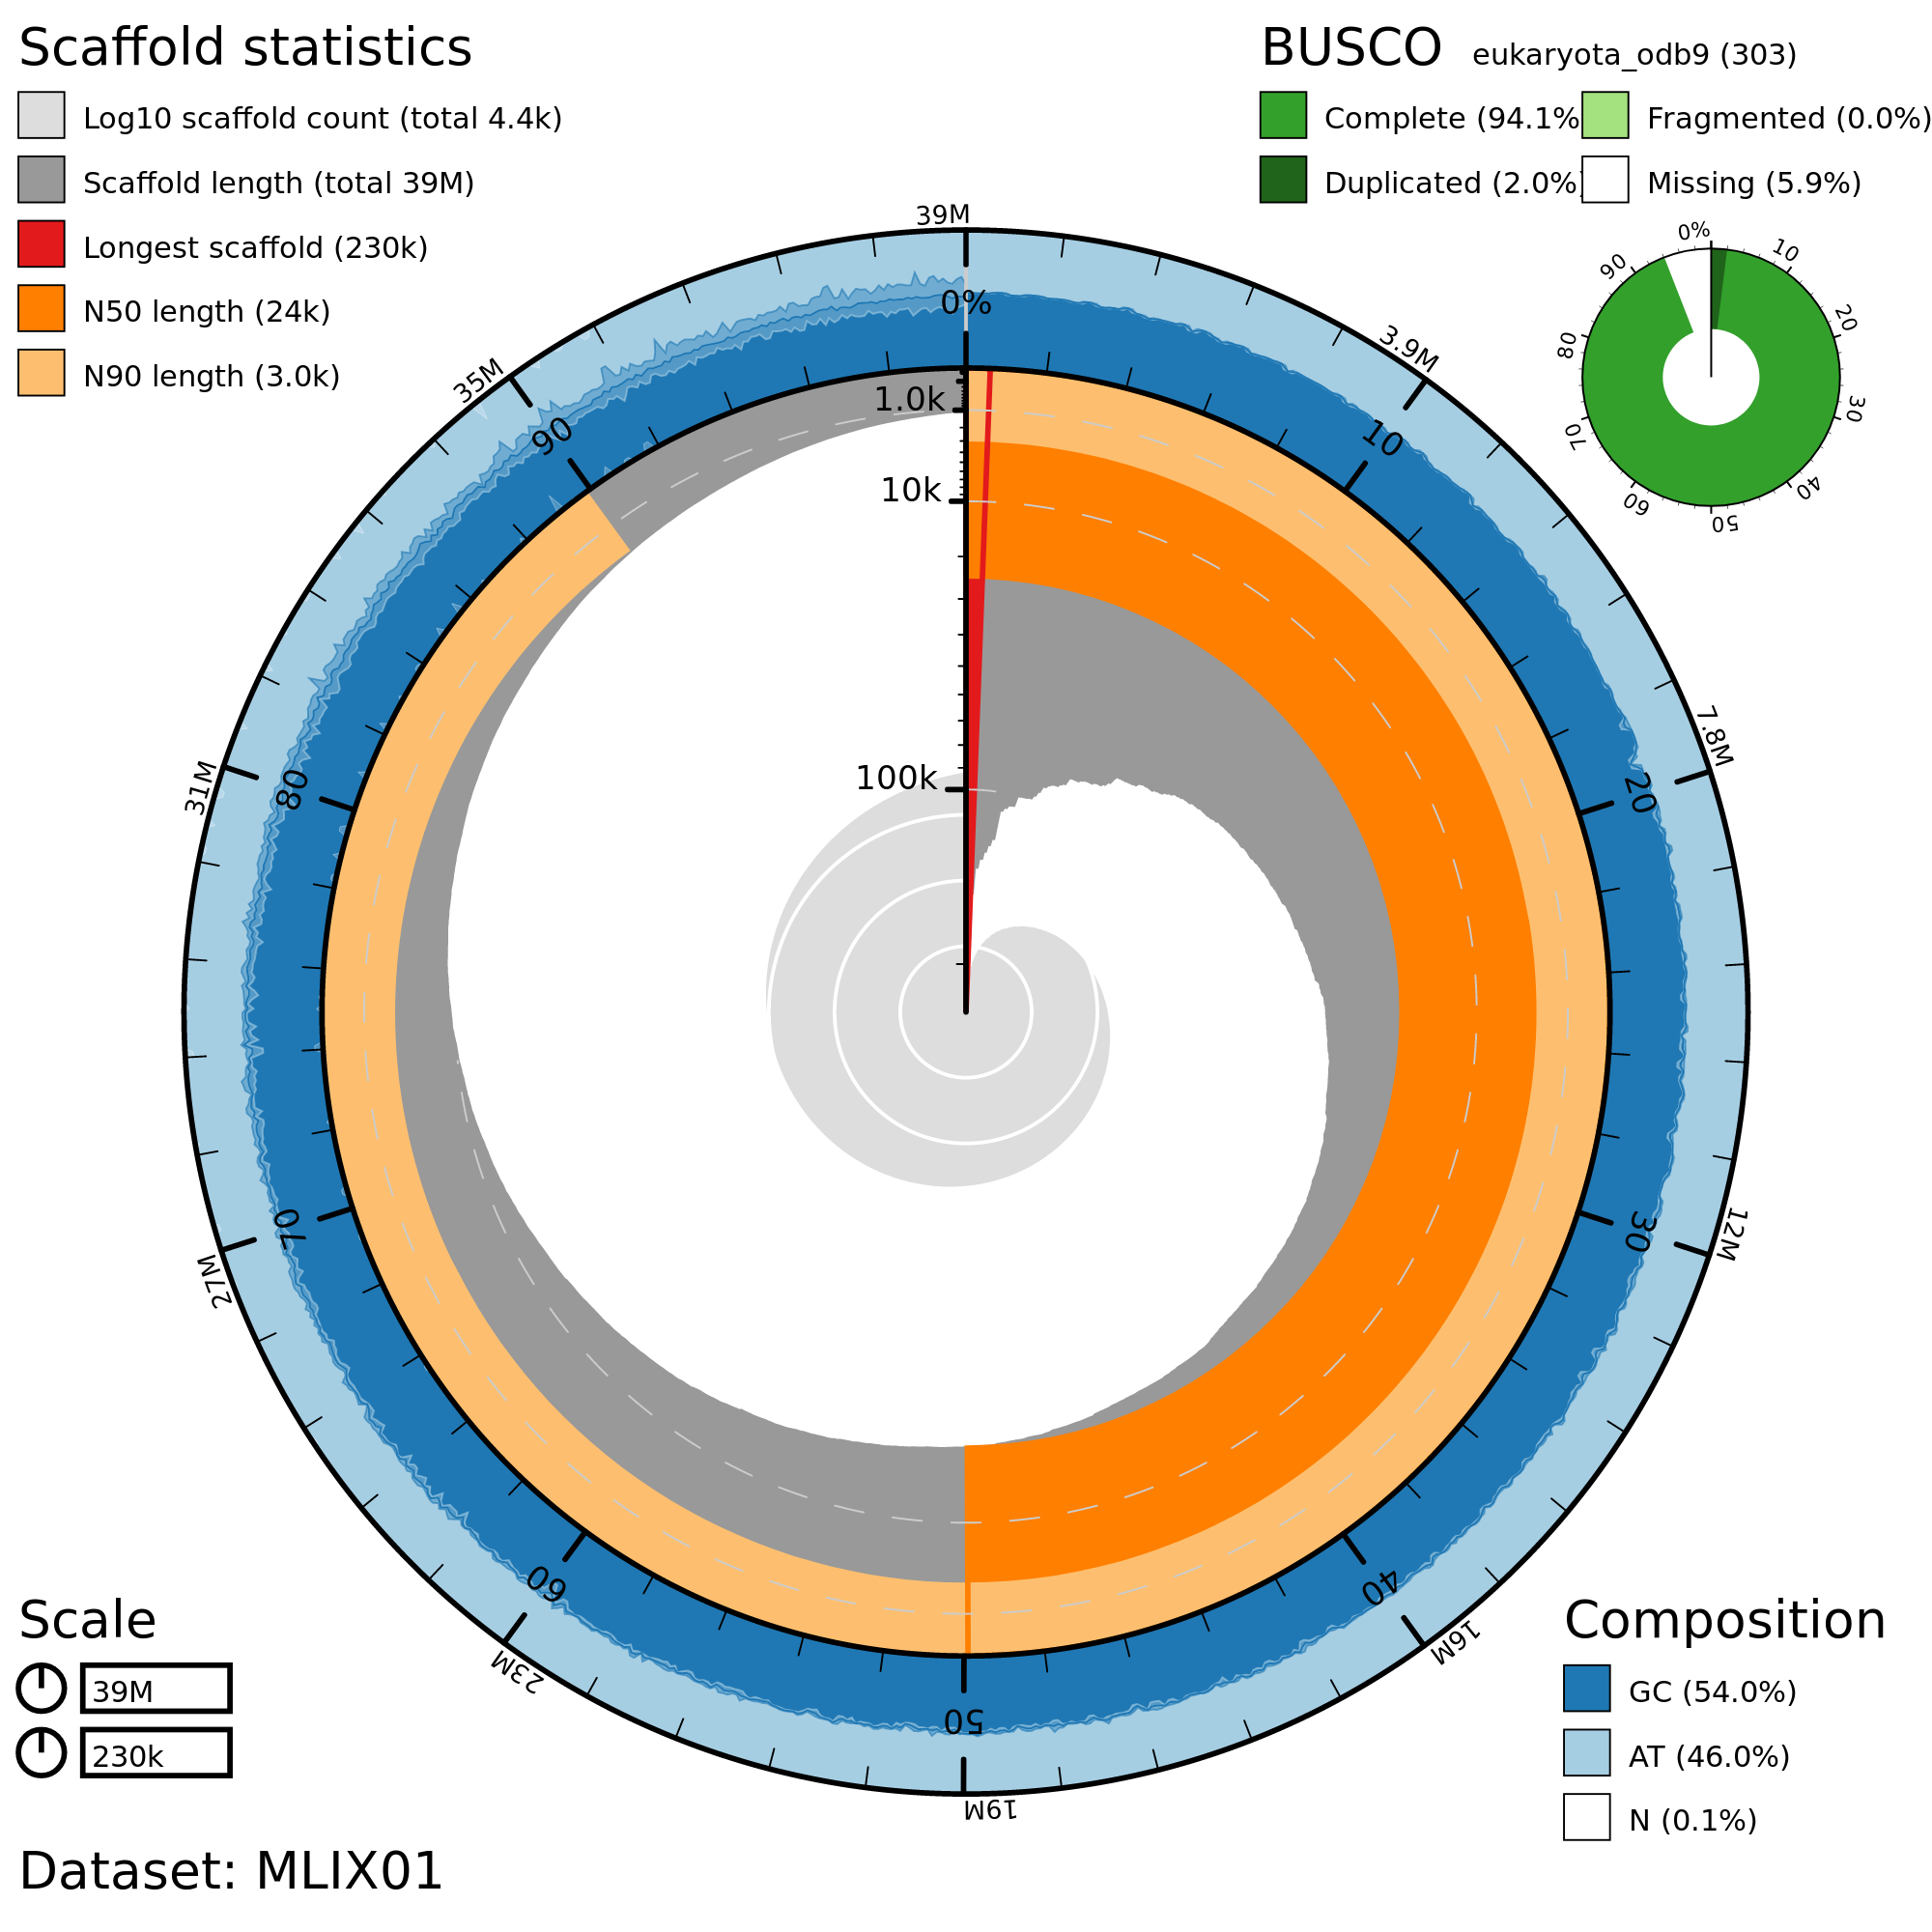 Scaffold statistics
Log10 scaffold count (total 4.4k)
Scaffold length (total 39M)
Longest scaffold (230k)
N50 length (24k)
N90 length (3.0k)
BUSCO eukaryota_odb9 (303)
Complete (94.1% Fragmented (0.0%)
Duplicated (2.0%) Missing (5.9%)
0%
10
20
30
40
50
60
70
80
90
39M
3.9M
7.8M
12M
16M
19M
23M
27M
31M
35M
0%
10
20
30
40
50
60
70
80
90
1.0k
10k
100k
Scale
39M
230k
Composition
GC (54.0%)
AT (46.0%)
N (0.1%)
Dataset: MLIX01